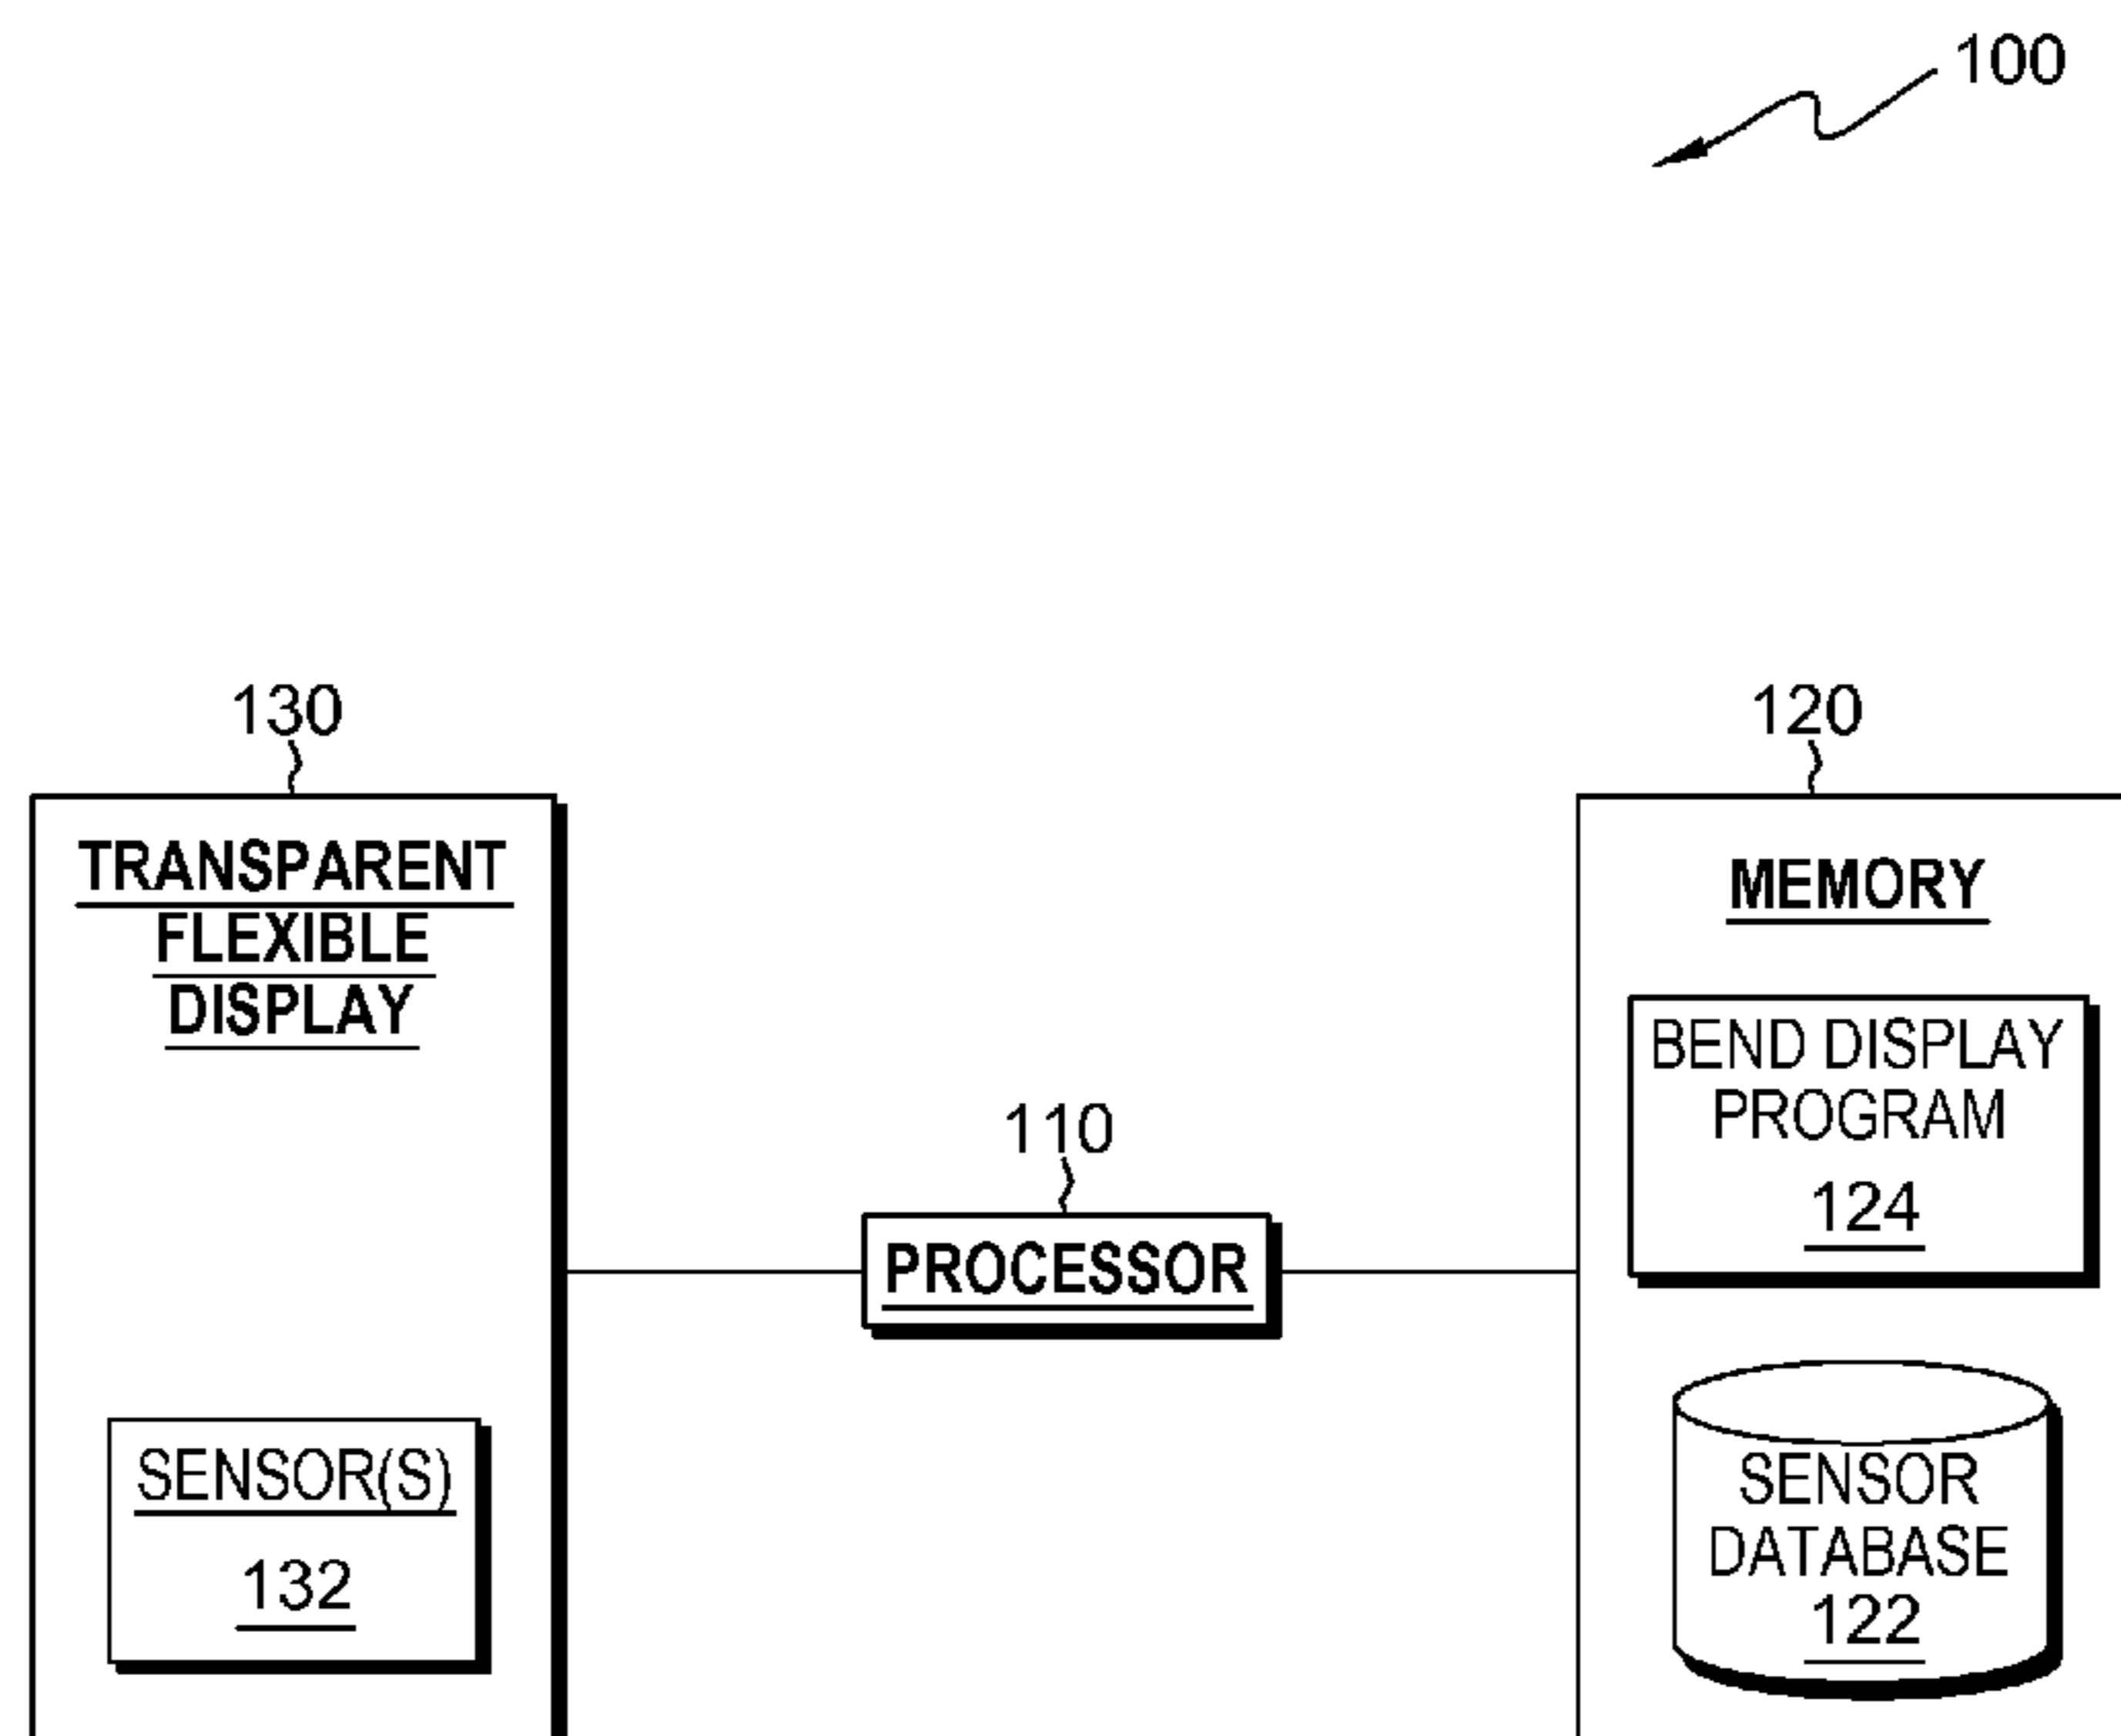 100
130
TRANSPARENT
FLEXIBLE
DISPLAY
SENSOR(S)
132
110
PROCESSOR
120
MEMORY
BEND DISPLAY
PROGRAM
124
SENSOR
DATABASE
122